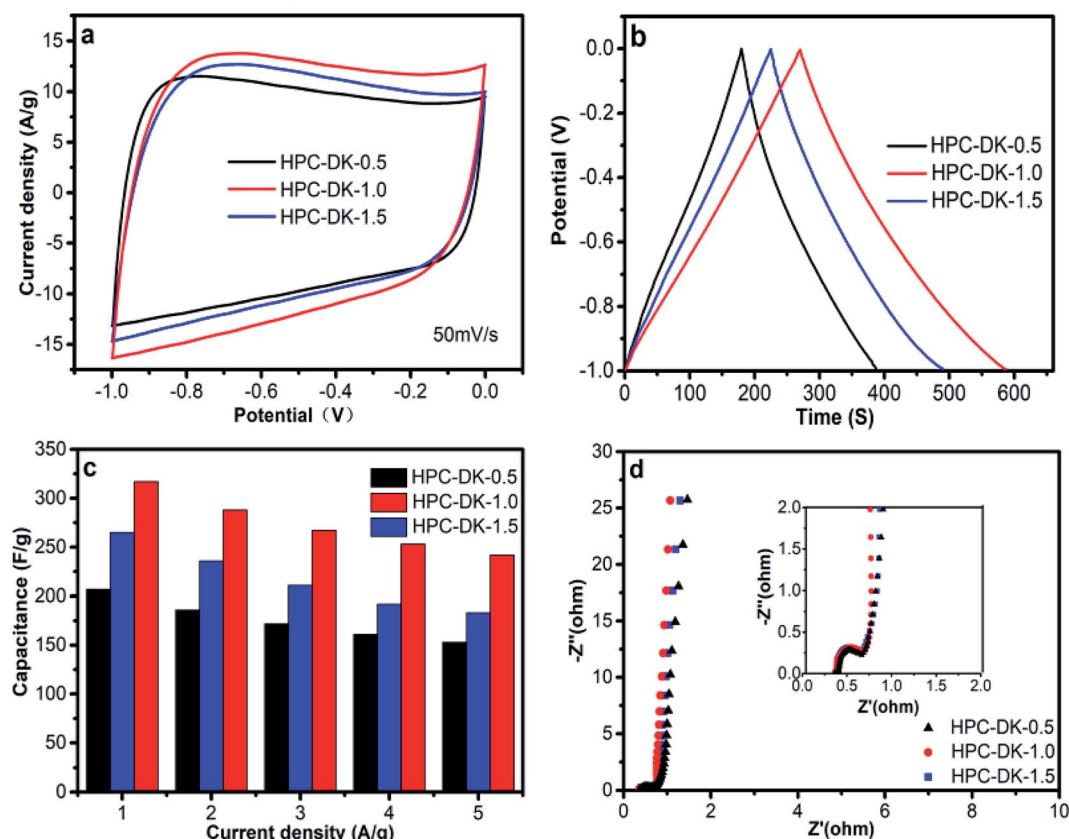 a
15
10
5
0
-5
-10
-15
Current density (A/g)
HPC-DK-0.5
HPC-DK-1.0
HPC-DK-1.5
50mV/s
-1.0 -0.8 -0.6 -0.4 -0.2 0.0
Potential (V)
b
0.0
-0.2
-0.4
-0.6
-0.8
-1.0
Potential (V)
HPC-DK-0.5
HPC-DK-1.0
HPC-DK-1.5
0 100 200 300 400 500 600
Time (S)
c
350
300
250
200
150
100
50
0
Capacitance (F/g)
HPC-DK-0.5
HPC-DK-1.0
HPC-DK-1.5
1 2 3 4 5
Current density (A/g)
d
30
25
20
15
10
5
0
-Z''(ohm)
2.0
1.5
1.0
0.5
0.0
-Z''(ohm)
0.0 0.5 1.0 1.5 2.0
Z'(ohm)
HPC-DK-0.5
HPC-DK-1.0
HPC-DK-1.5
0 2 4 6 8 10
Z'(ohm)